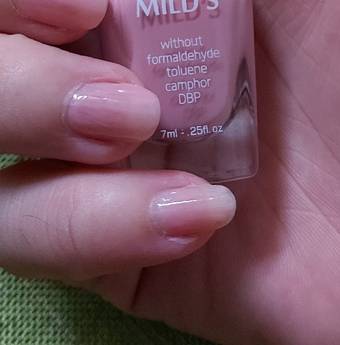 MILD'S
without
formaldehyde
toluene
camphor
DBP
7ml - .25fl. oz